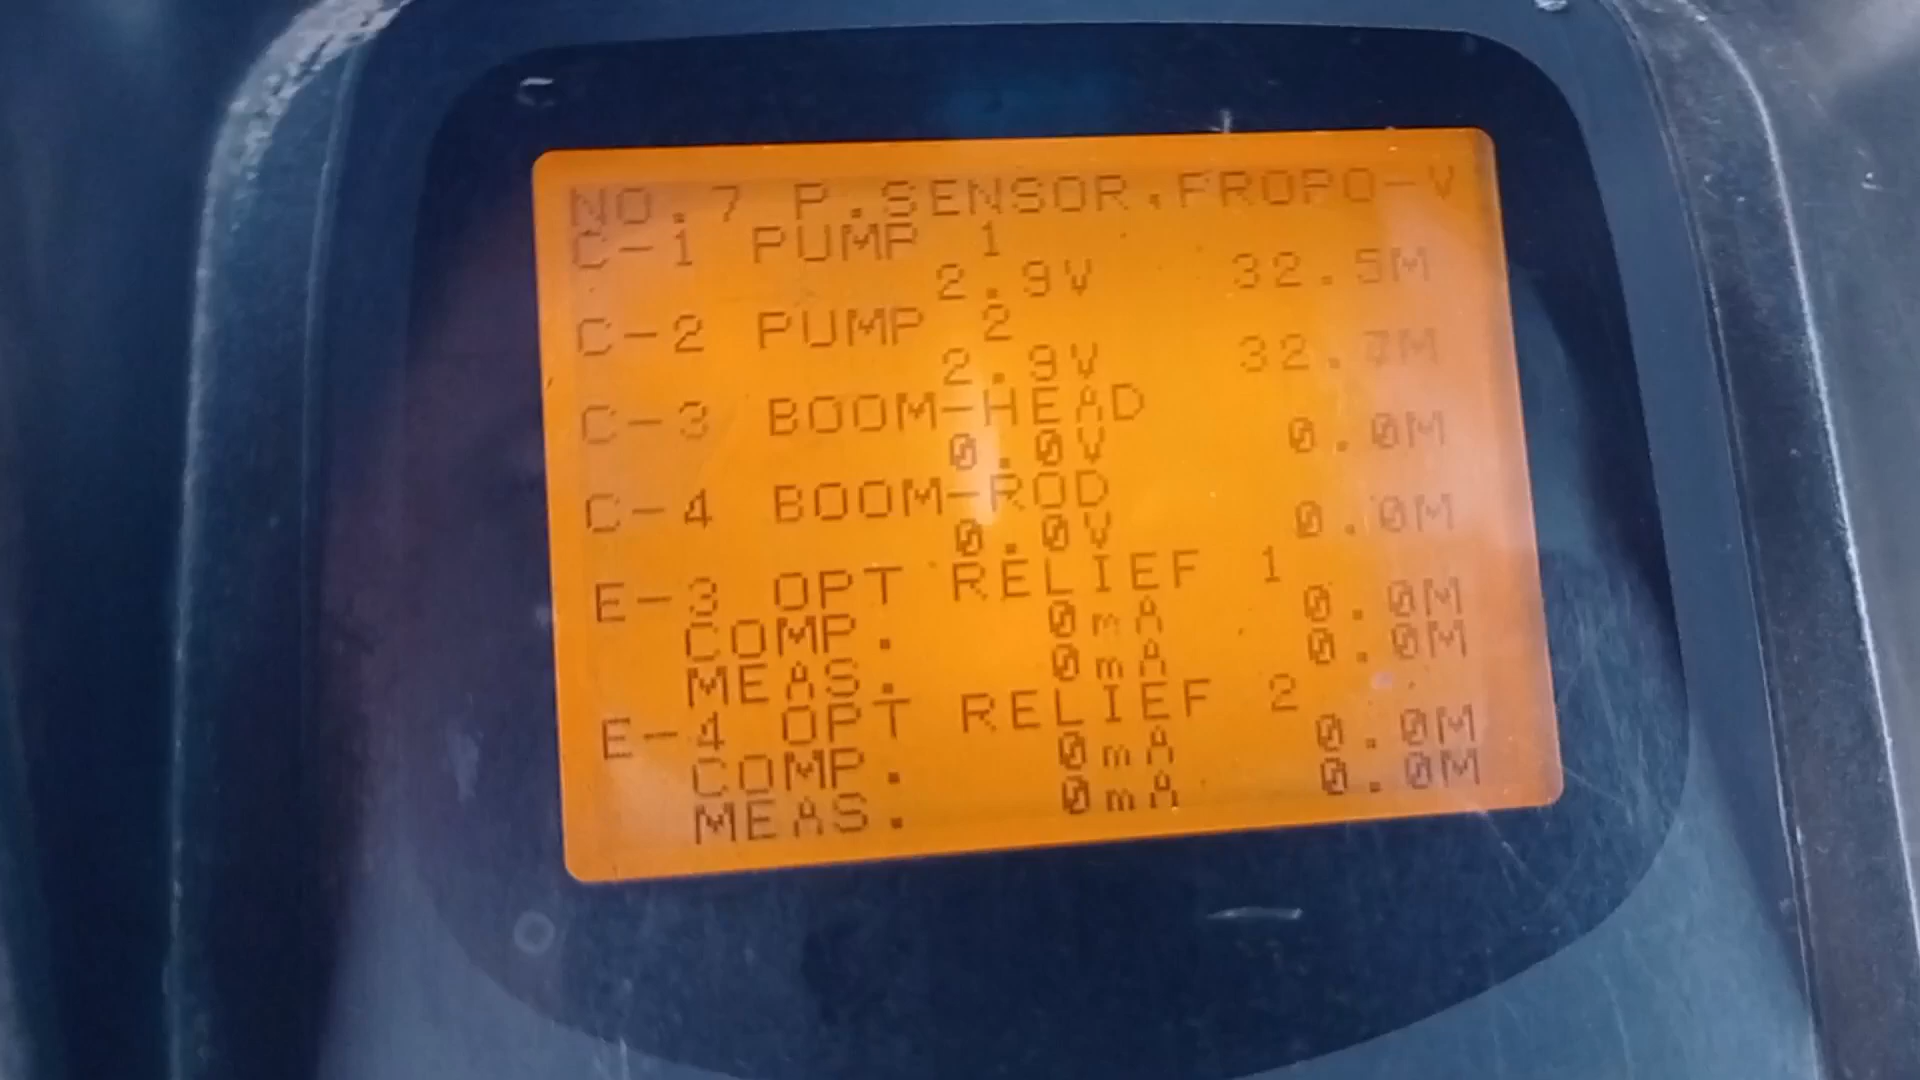 NO.7 P.SENSOR,PROPO-V
C-1 PUMP 1
2.9V 32.5M
C-2 PUMP 2
2.9V
C-3 BOOM-HEAD
0.0V 0.0M
C-4 BOOM-ROD
0.0V 0.0M
E-3 OPT RELIEF 1
COMP. 0mA 0.0M
MEAS. 0mA 0.0M
E-4 OPT RELIEF 2
COMP. 0mA 0.0M
MEAS. 0mA 0.0M